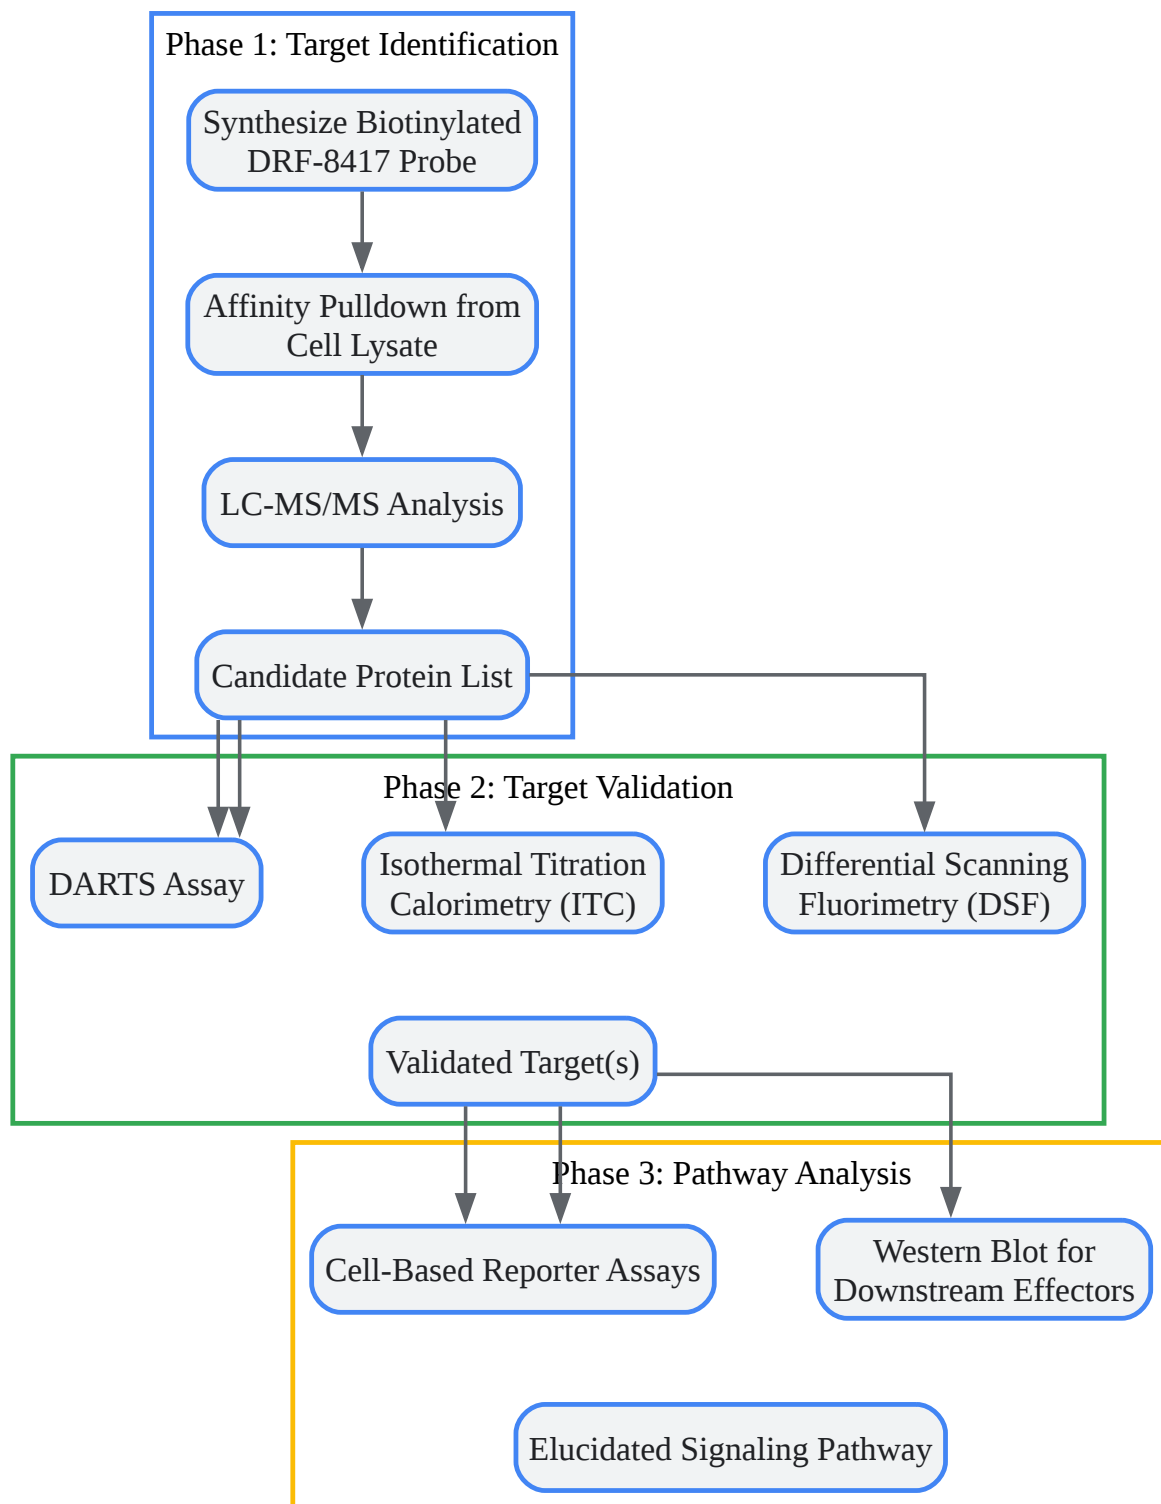 Phase 1: Target Identification
Synthesize Biotinylated
DRF-8417 Probe
Affinity Pulldown from
Cell Lysate
LC-MS/MS Analysis
Candidate Protein List
Phase 2: Target Validation
DARTS Assay
Isothermal Titration
Calorimetry (ITC)
Differential Scanning
Fluorimetry (DSF)
Validated Target(s)
Phase 3: Pathway Analysis
Cell-Based Reporter Assays
Western Blot for
Downstream Effectors
Elucidated Signaling Pathway